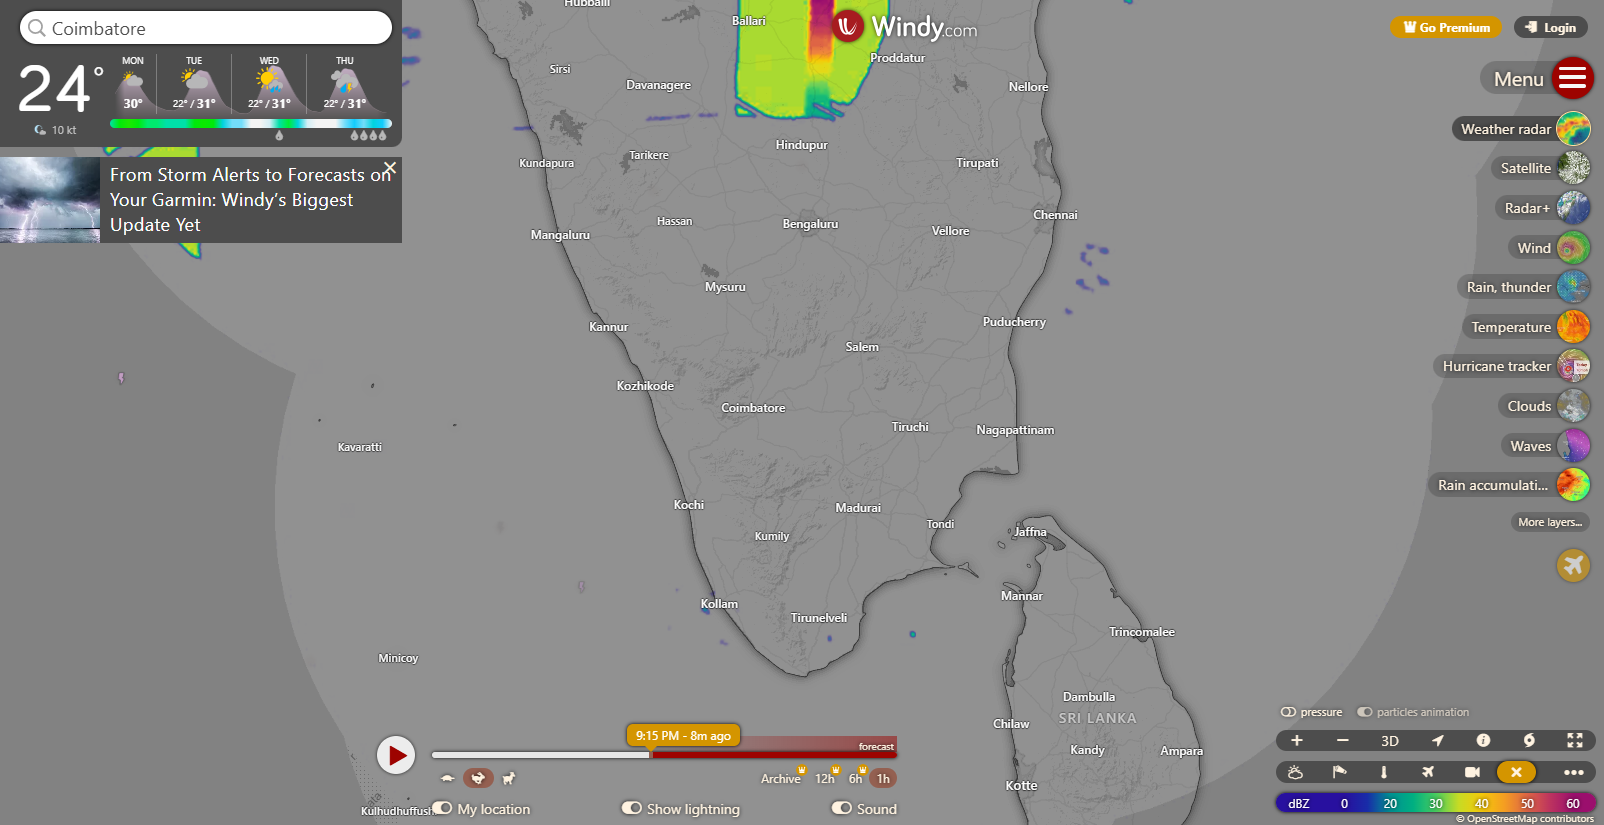 Coimbatore
24°
10 kt
MON TUE WED THU
30° 22° / 31° 22° / 31° 22° / 31°
From Storm Alerts to Forecasts on
Your Garmin: Windy’s Biggest
Update Yet
Windy.com
Go Premium
Login
Menu
Weather radar
Satellite
Radar+
Wind
Rain, thunder
Temperature
Hurricane tracker
Clouds
Waves
Rain accumulati...
More layers...
Hubballi
Ballari
Proddatur
Sirsi
Davanagere
Nellore
Hindupur
Kundapura
Tarikere
Tirupati
Chennai
Hassan
Bengaluru
Vellore
Mangaluru
Mysuru
Puducherry
Kannur
Salem
Kozhikode
Coimbatore
Tiruchi
Nagapattinam
Kavaratti
Kochi
Madurai
Tondi
Jaffna
Kumily
Mannar
Kollam
Tirunelveli
Trincomalee
Minicoy
Dambulla
SRI LANKA
Chilaw
Kandy
Ampara
Kotte
Kulhudhuffush
9:15 PM - 8m ago
forecast
Archive 12h 6h 1h
My location
Show lightning
Sound
pressure
particles animation
+ − 3D
dBZ 0 20 30 40 50 60
© OpenStreetMap contributors